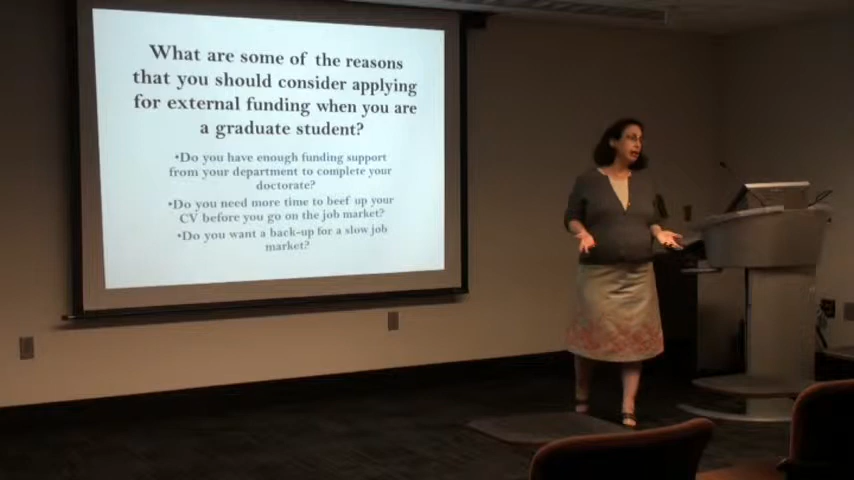 What are some of the reasons
that you should consider applying
for external funding when you are
a graduate student?
•Do you have enough funding support
from your department to complete your
doctorate?
•Do you need more time to beef up your
CV before you go on the job market?
•Do you want a back-up for a slow job
market?